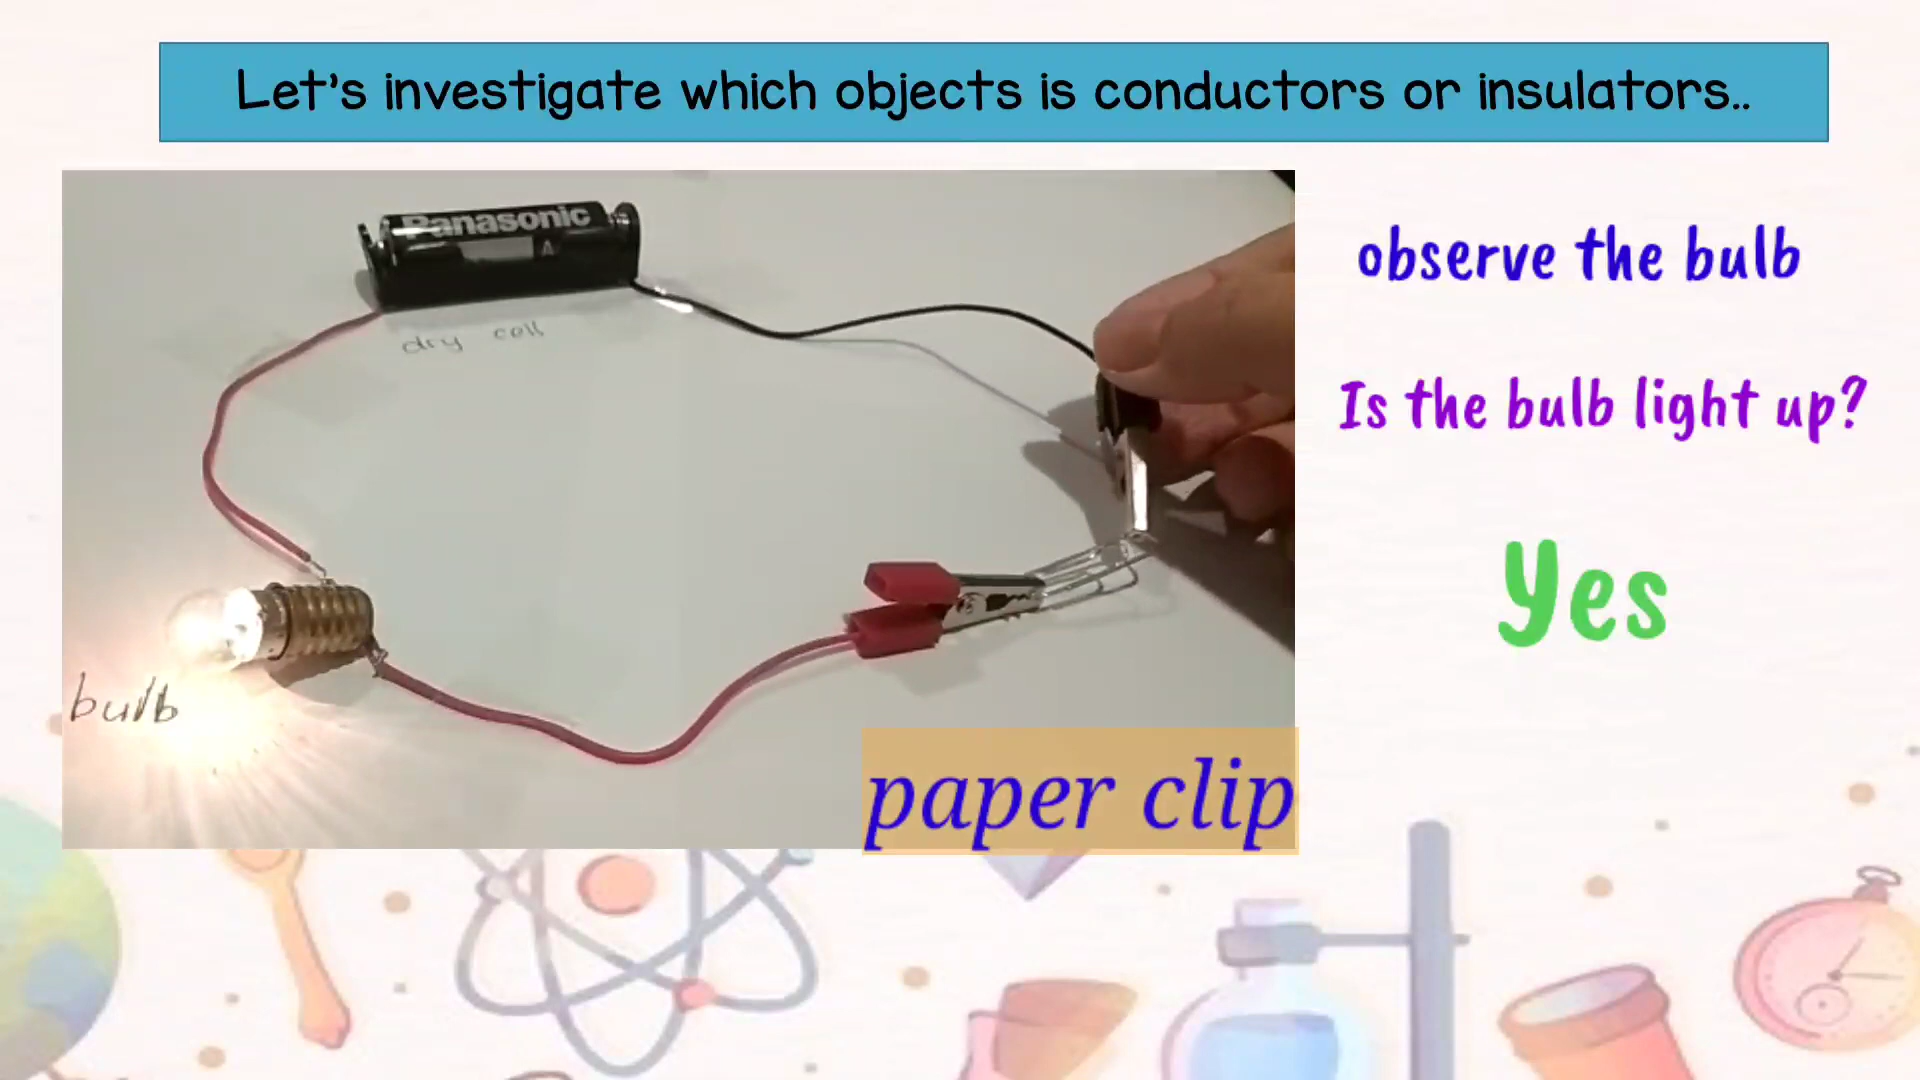 Let's investigate which objects is conductors or insulators..
Panasonic
A
dry cell
observe the bulb
Is the bulb light up?
Yes
bulb
paper clip